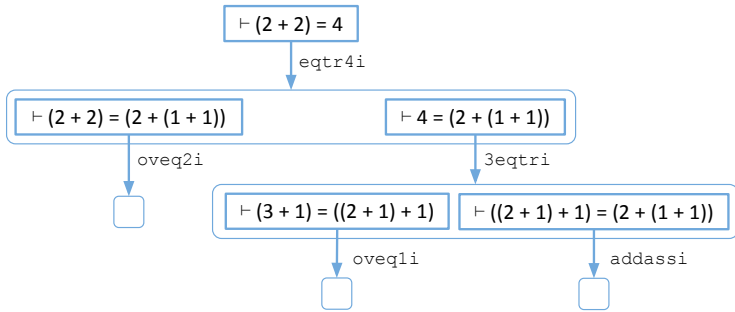 ⊢ (2 + 2) = 4
eqtr4i
⊢ (2 + 2) = (2 + (1 + 1))
⊢ 4 = (2 + (1 + 1))
oveq2i
3eqtri
⊢ (3 + 1) = ((2 + 1) + 1)
⊢ ((2 + 1) + 1) = (2 + (1 + 1))
oveq1i
addassi